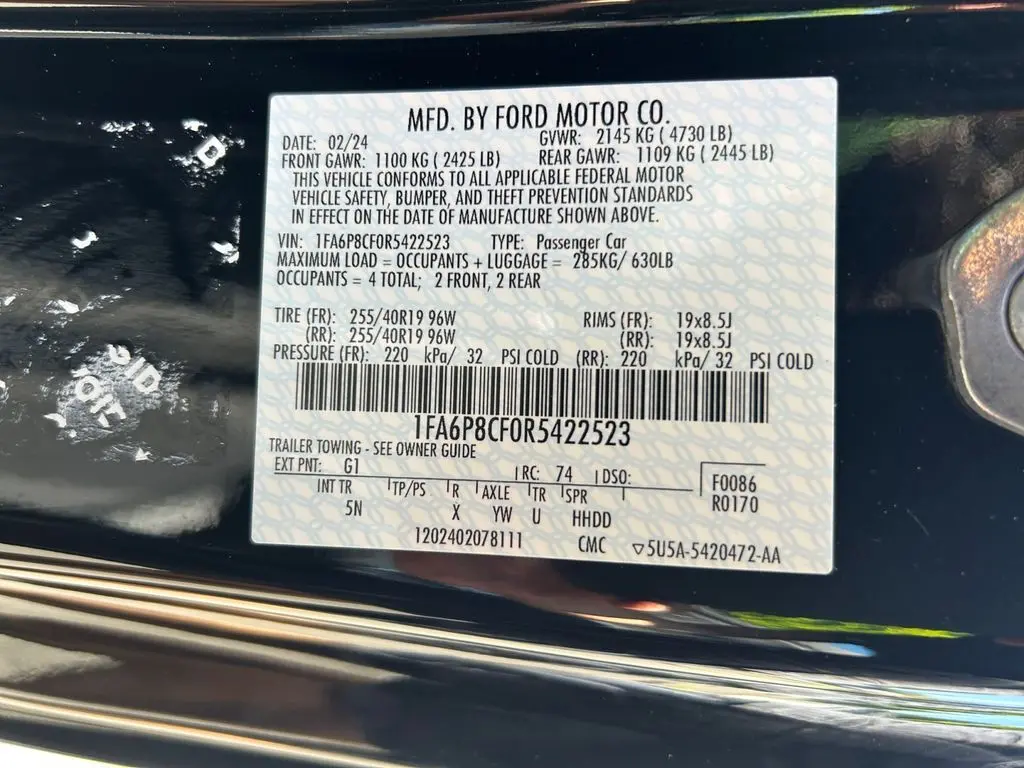 MFD. BY FORD MOTOR CO.
DATE: 02/24 GVWR: 2145 KG ( 4730 LB)
FRONT GAWR: 1100 KG ( 2425 LB) REAR GAWR: 1109 KG ( 2445 LB)
THIS VEHICLE CONFORMS TO ALL APPLICABLE FEDERAL MOTOR
VEHICLE SAFETY, BUMPER, AND THEFT PREVENTION STANDARDS
IN EFFECT ON THE DATE OF MANUFACTURE SHOWN ABOVE.
VIN: 1FA6P8CF0R5422523 TYPE: Passenger Car
MAXIMUM LOAD = OCCUPANTS + LUGGAGE = 285KG/ 630LB
OCCUPANTS = 4 TOTAL; 2 FRONT, 2 REAR
TIRE (FR): 255/40R19 96W RIMS (FR): 19x8.5J
(RR): 255/40R19 96W (RR): 19x8.5J
PRESSURE (FR): 220 kPa/ 32 PSI COLD (RR): 220 kPa/ 32 PSI COLD
1FA6P8CF0R5422523
TRAILER TOWING - SEE OWNER GUIDE
EXT PNT: G1 RC: 74 DSO:
F0086
R0170
INT TR TP/PS R AXLE TR SPR
5N X YW U HHDD
1202402078111 CMC ▽5U5A-5420472-AA